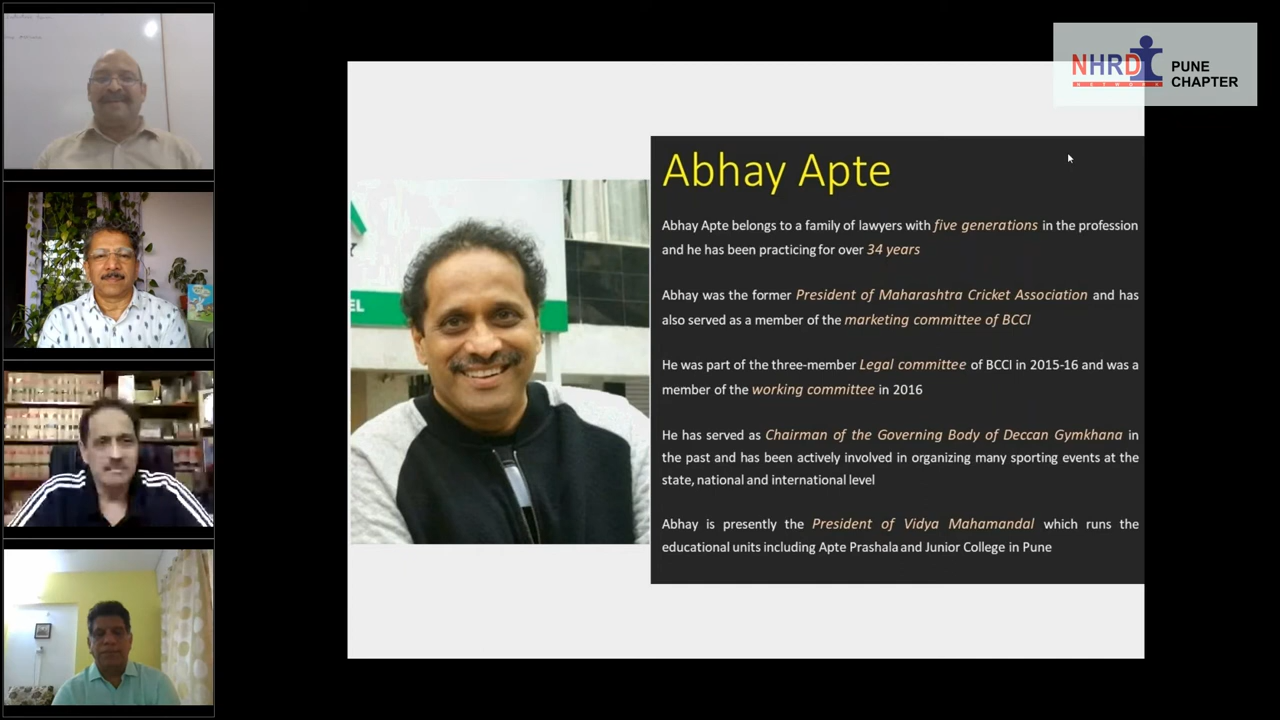 NHRD
NETWORK
PUNE
CHAPTER
Abhay Apte
Abhay Apte belongs to a family of lawyers with five generations in the profession
and he has been practicing for over 34 years
Abhay was the former President of Maharashtra Cricket Association and has
also served as a member of the marketing committee of BCCI
He was part of the three-member Legal committee of BCCI in 2015-16 and was a
member of the working committee in 2016
He has served as Chairman of the Governing Body of Deccan Gymkhana in
the past and has been actively involved in organizing many sporting events at the
state, national and international level
Abhay is presently the President of Vidya Mahamandal which runs the
educational units including Apte Prashala and Junior College in Pune
EL